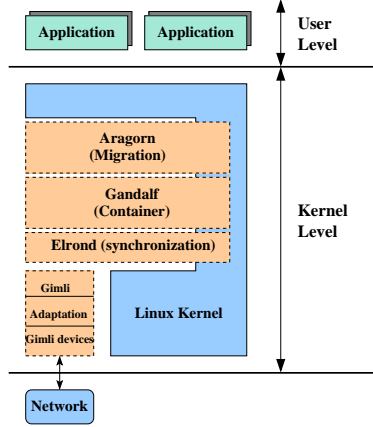 Application
Application
User
Level
Aragorn
(Migration)
Gandalf
(Container)
Elrond (synchronization)
Kernel
Level
Gimli
Adaptation
Gimli devices
Linux Kernel
Network